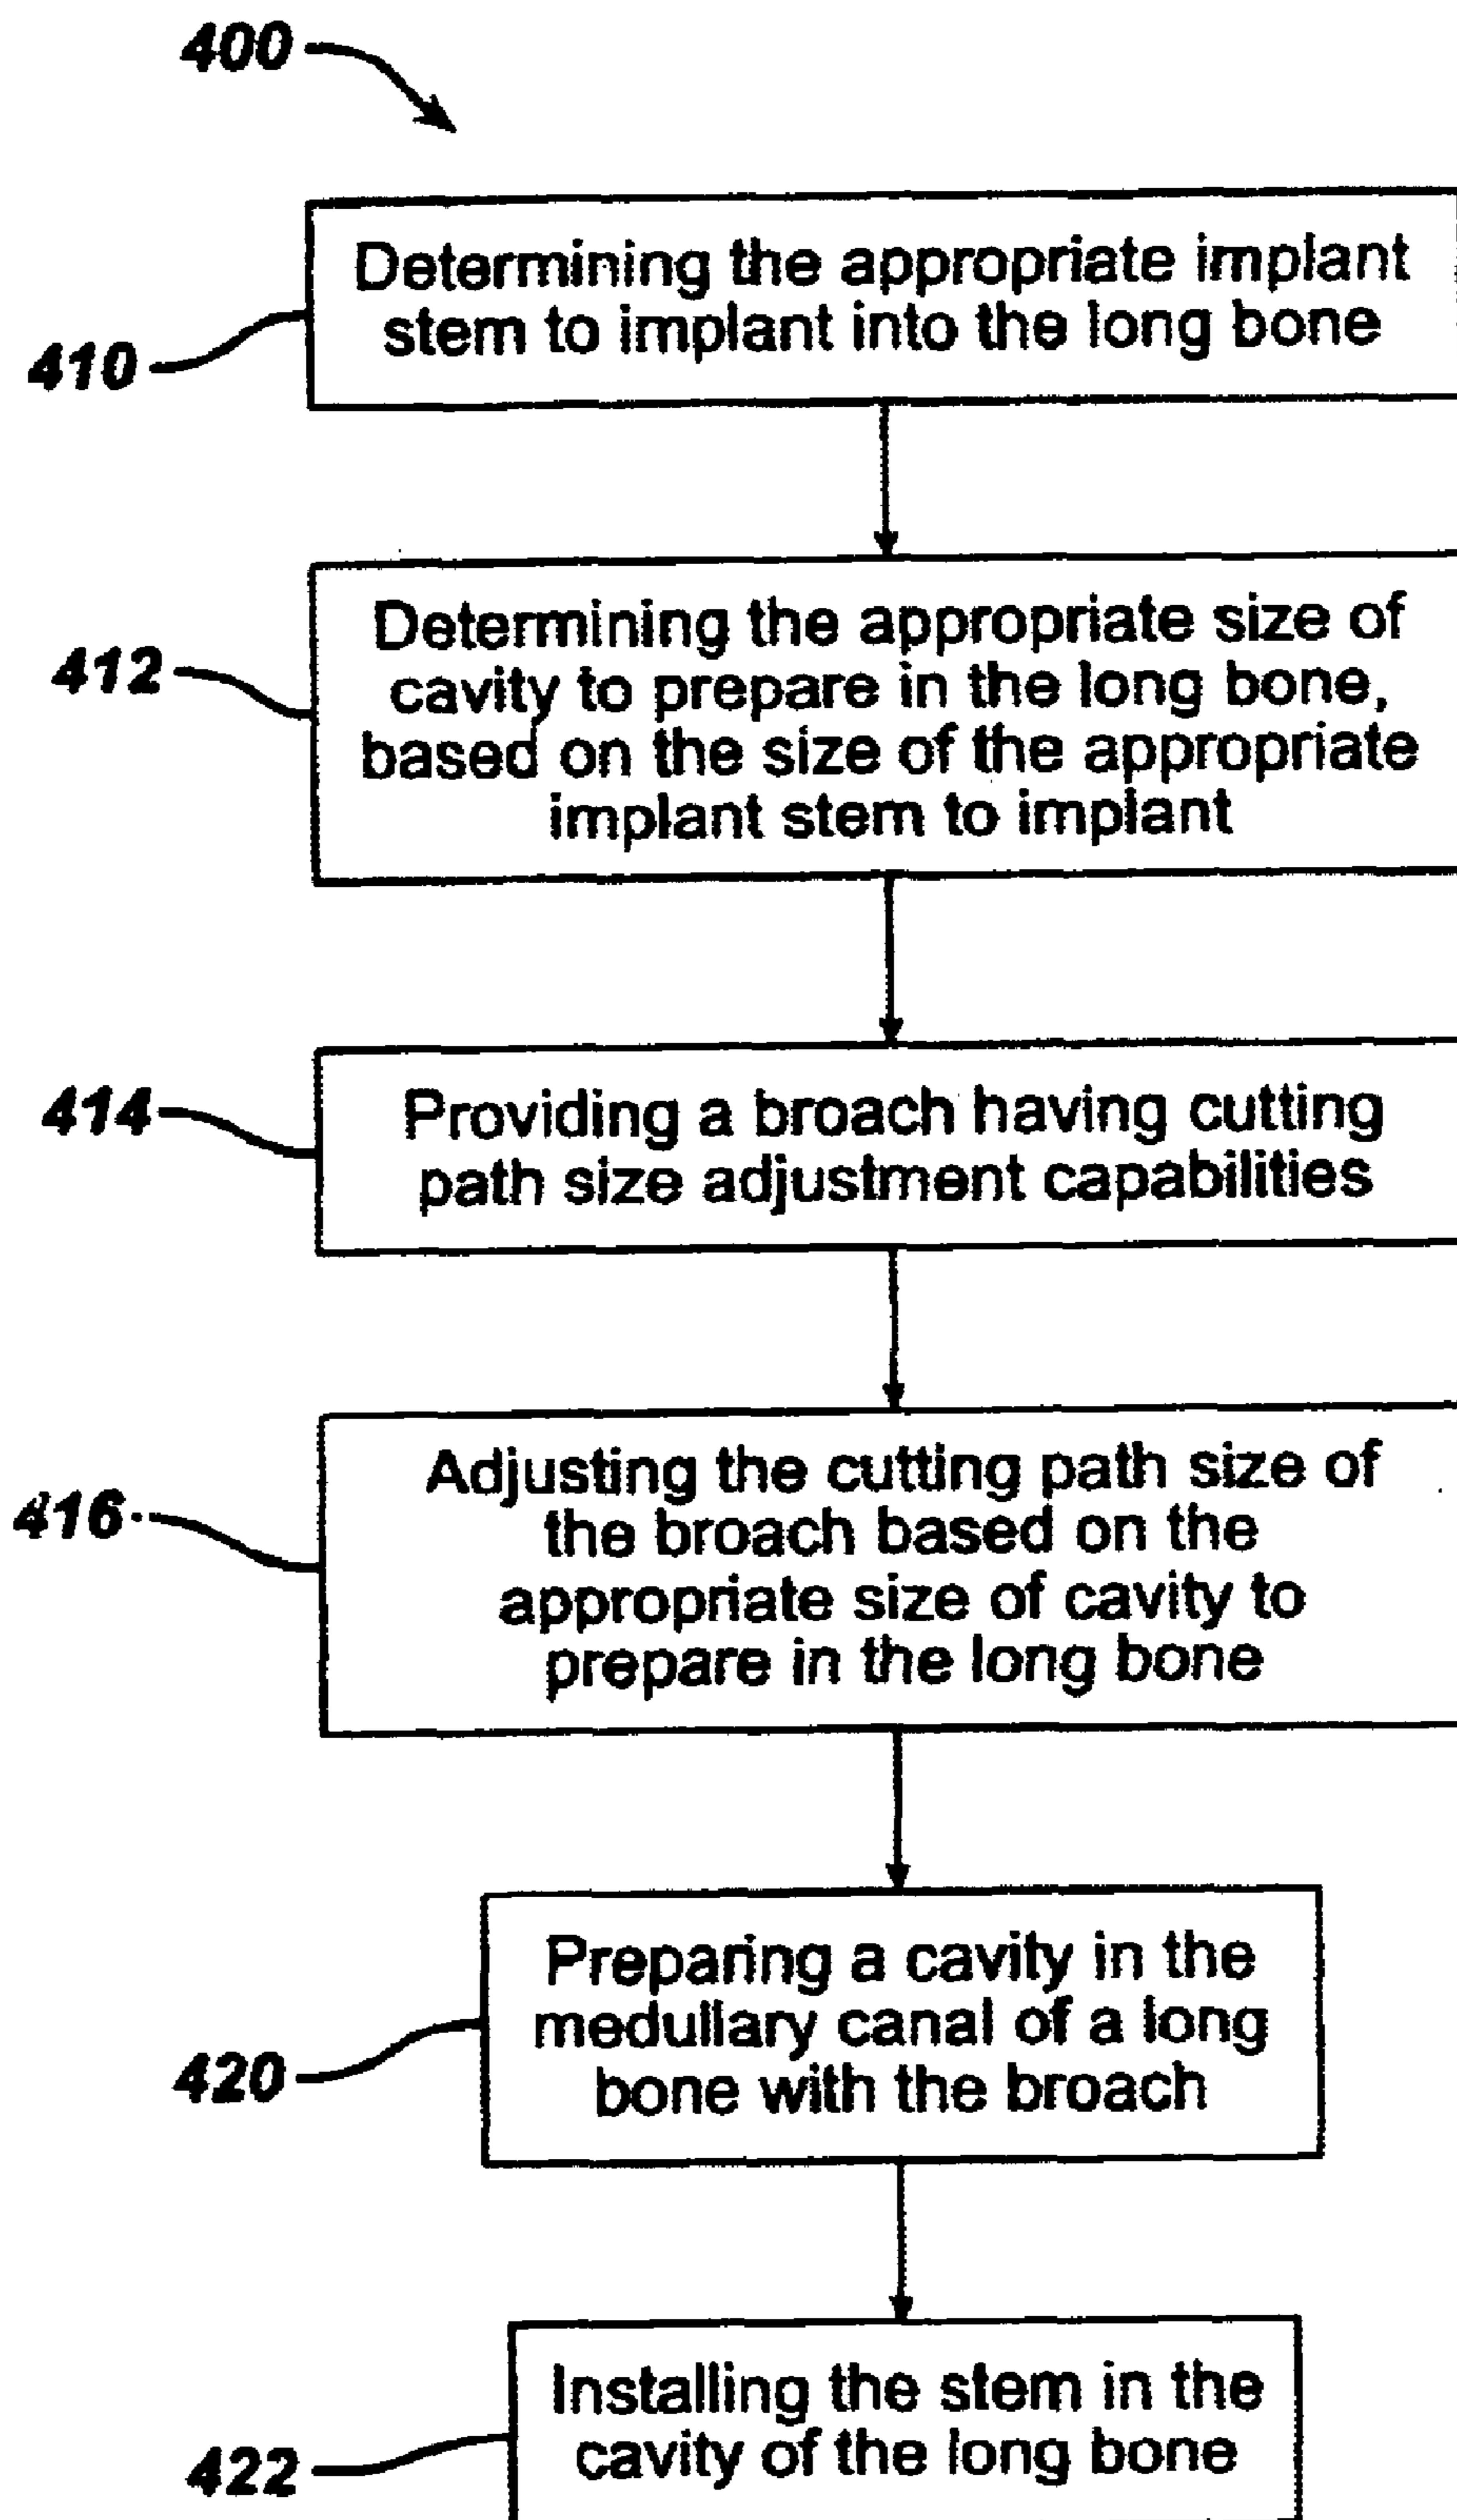 400
410
Determining the appropriate implant
stem to implant into the long bone
412
Determining the appropriate size of
cavity to prepare in the long bone,
based on the size of the appropriate
implant stem to implant
414
Providing a broach having cutting
path size adjustment capabilities
416
Adjusting the cutting path size of
the broach based on the
appropriate size of cavity to
prepare in the long bone
420
Preparing a cavity in the
medullary canal of a long
bone with the broach
422
Installing the stem in the
cavity of the long bone